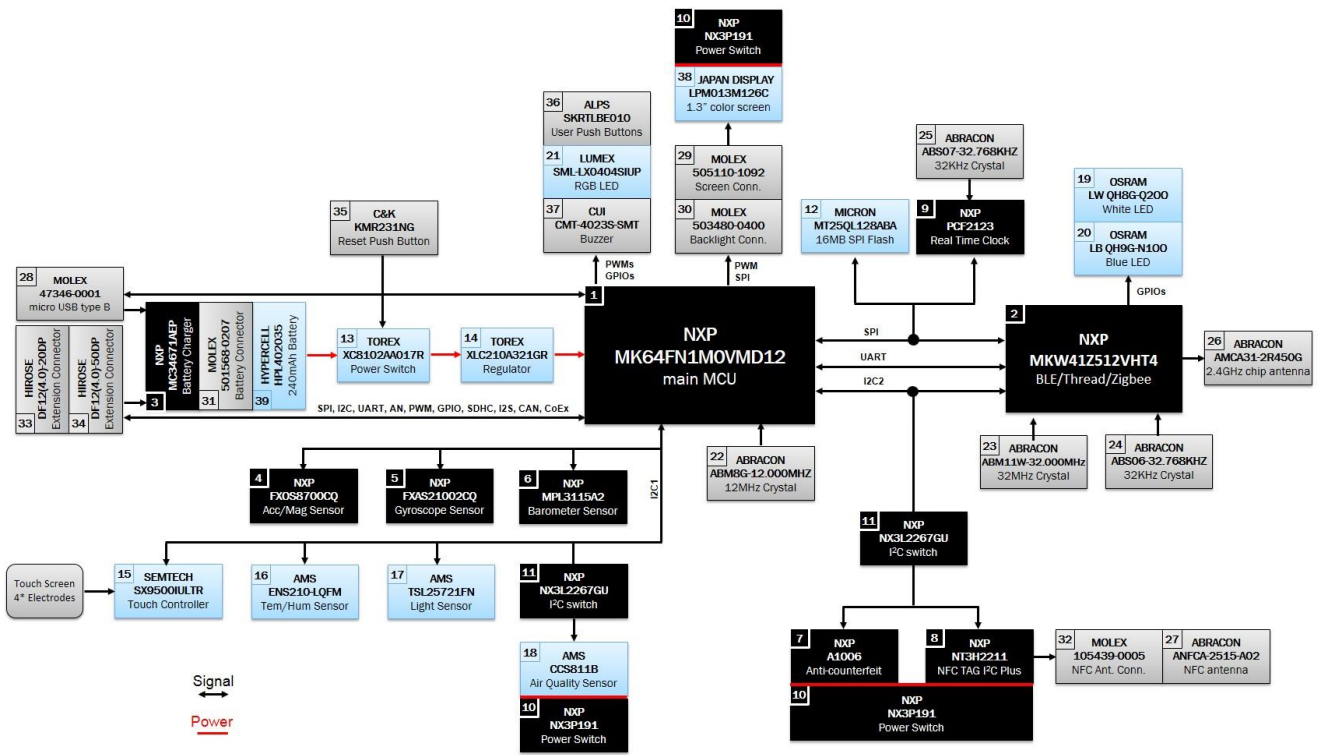 10
NXP
NX3P191
Power Switch
38
JAPAN DISPLAY
LPM013M126C
1.3" color screen
36
ALPS
SKRTLBE010
User Push Buttons
21
LUMEX
SML-LX0404SIUP
RGB LED
37
CUI
CMT-4023S-SMT
Buzzer
29
MOLEX
505110-1092
Screen Conn.
30
MOLEX
503480-0400
Backlight Conn.
25
ABRACON
ABS07-32.768KHZ
32KHz Crystal
12
MICRON
MT25QL128ABA
16MB SPI Flash
9
NXP
PCF2123
Real Time Clock
19
OSRAM
LW QH8G-Q2OO
White LED
20
OSRAM
LB QH9G-N1OO
Blue LED
35
C&K
KMR231NG
Reset Push Button
PWMs
GPIOs
PWM
SPI
GPIOs
28
MOLEX
47346-0001
micro USB type B
33
HIROSE
DF12(4.0)-20DP
Extension Connector
34
HIROSE
DF12(4.0)-50DP
Extension Connector
3
NXP
MC34671AEP
Battery Charger
31
MOLEX
501568-0207
Battery Connector
39
HYPERCELL
HPL402035
240mAh Battery
13
TOREX
XC8102AA017R
Power Switch
14
TOREX
XLC210A321GR
Regulator
1
NXP
MK64FN1M0VMD12
main MCU
SPI
UART
I2C2
2
NXP
MKW41Z512VHT4
BLE/Thread/Zigbee
26
ABRACON
AMCA31-2R450G
2.4GHz chip antenna
SPI, I2C, UART, AN, PWM, GPIO, SDHC, I2S, CAN, CoEx
22
ABRACON
ABM8G-12.000MHZ
12MHz Crystal
23
ABRACON
ABM11W-32.000MHz
32MHz Crystal
24
ABRACON
ABS06-32.768KHZ
32KHz Crystal
I2C1
4
NXP
FXOS8700CQ
Acc/Mag Sensor
5
NXP
FXAS21002CQ
Gyroscope Sensor
6
NXP
MPL3115A2
Barometer Sensor
11
NXP
NX3L2267GU
I²C switch
Touch Screen
4* Electrodes
15
SEMTECH
SX9500IULTR
Touch Controller
16
AMS
ENS210-LQFM
Tem/Hum Sensor
17
AMS
TSL25721FN
Light Sensor
11
NXP
NX3L2267GU
I²C switch
18
AMS
CCS811B
Air Quality Sensor
10
NXP
NX3P191
Power Switch
7
NXP
A1006
Anti-counterfeit
8
NXP
NT3H2211
NFC TAG I²C Plus
10
NXP
NX3P191
Power Switch
32
MOLEX
105439-0005
NFC Ant. Conn.
27
ABRACON
ANFCA-2515-A02
NFC antenna
Signal
Power